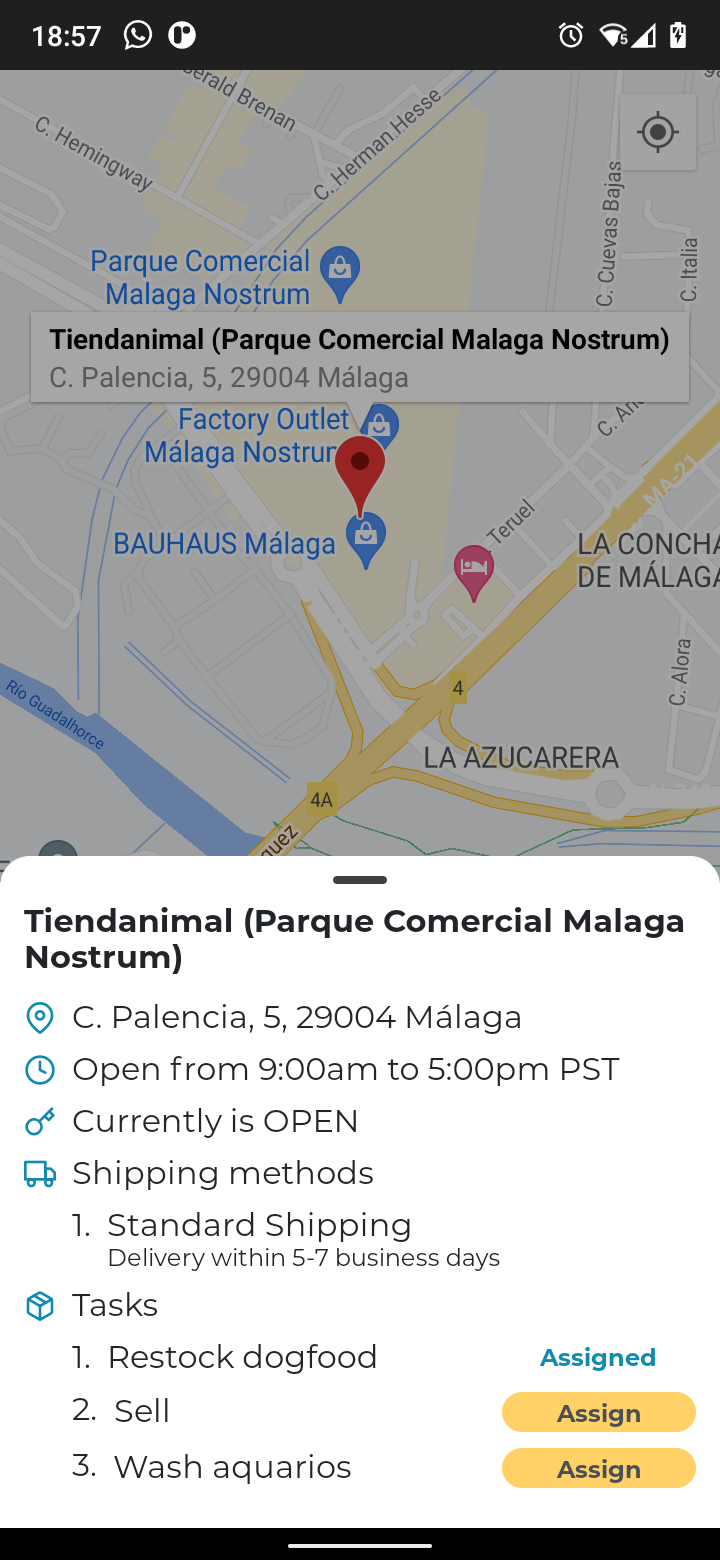 18:57
5
erald Brenan
C. Hemingway
C. Herman Hesse
C. Cuevas Bajas
C. Italia
Parque Comercial
Malaga Nostrum
Tiendanimal (Parque Comercial Malaga Nostrum)
C. Palencia, 5, 29004 Málaga
Factory Outlet
Málaga Nostrum
MA-21
BAUHAUS Málaga
Teruel
LA CONCHA
DE MÁLAGA
C. Alora
4
Río Guadalhorce
LA AZUCARERA
4A
guez
Tiendanimal (Parque Comercial Malaga
Nostrum)
C. Palencia, 5, 29004 Málaga
Open from 9:00am to 5:00pm PST
Currently is OPEN
Shipping methods
1. Standard Shipping
Delivery within 5-7 business days
Tasks
1. Restock dogfood Assigned
2. Sell Assign
3. Wash aquarios Assign